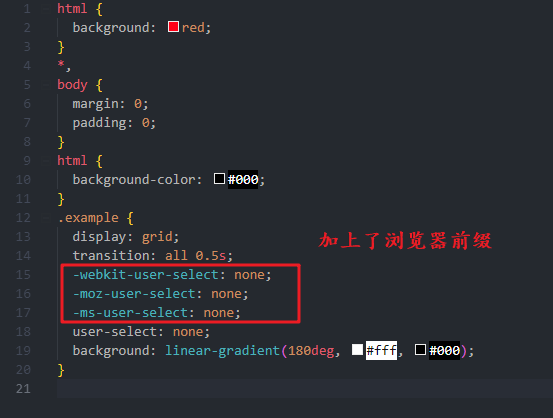 1 html {
2 background: red;
3 }
4 *,
5 body {
6 margin: 0;
7 padding: 0;
8 }
9 html {
10 background-color: #000;
11 }
12 .example {
13 display: grid;
14 transition: all 0.5s;
加上了浏览器前缀
15 -webkit-user-select: none;
16 -moz-user-select: none;
17 -ms-user-select: none;
18 user-select: none;
19 background: linear-gradient(180deg, #fff, #000);
20 }
21